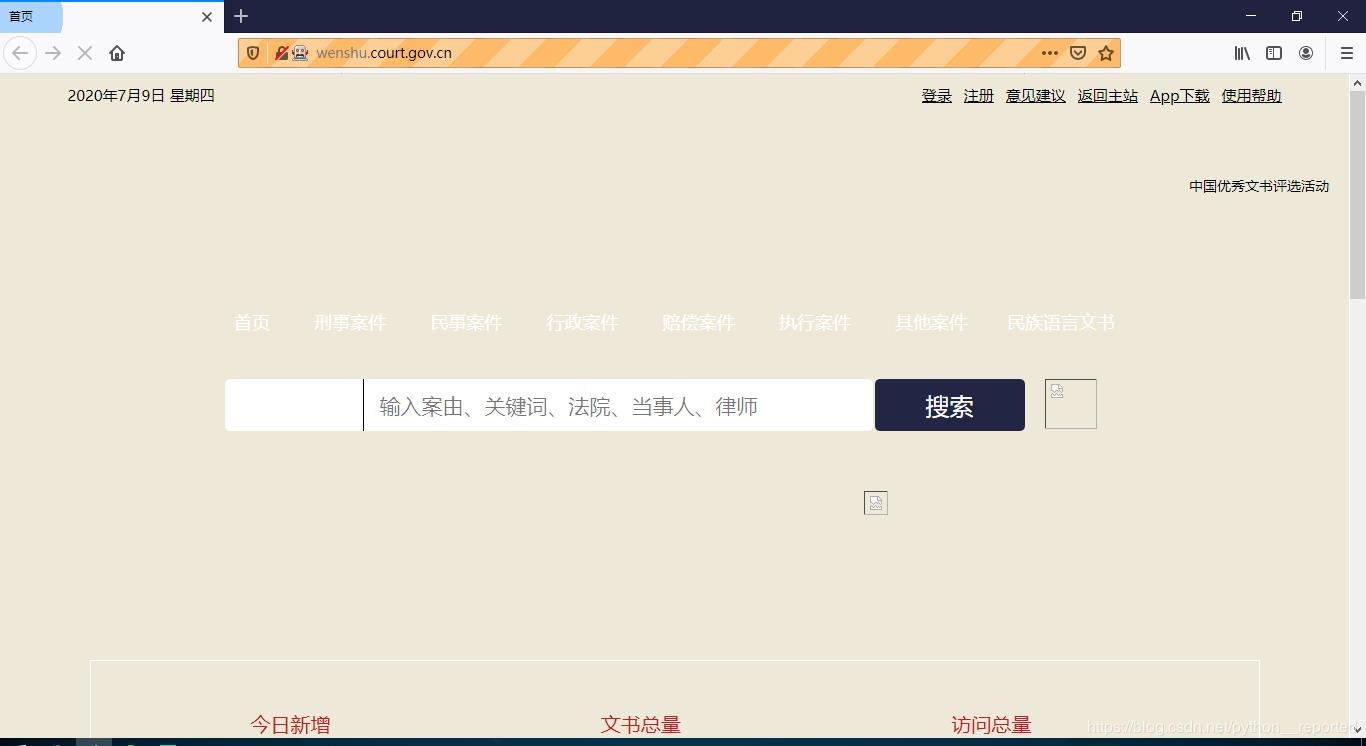 首页
wenshu.court.gov.cn
2020年7月9日 星期四
登录 注册 意见建议 返回主站 App下载 使用帮助
中国优秀文书评选活动
首页 刑事案件 民事案件 行政案件 赔偿案件 执行案件 其他案件 民族语言文书
输入案由、关键词、法院、当事人、律师 搜索
今日新增 文书总量 访问总量
https://blog.csdn.net/python__reporter